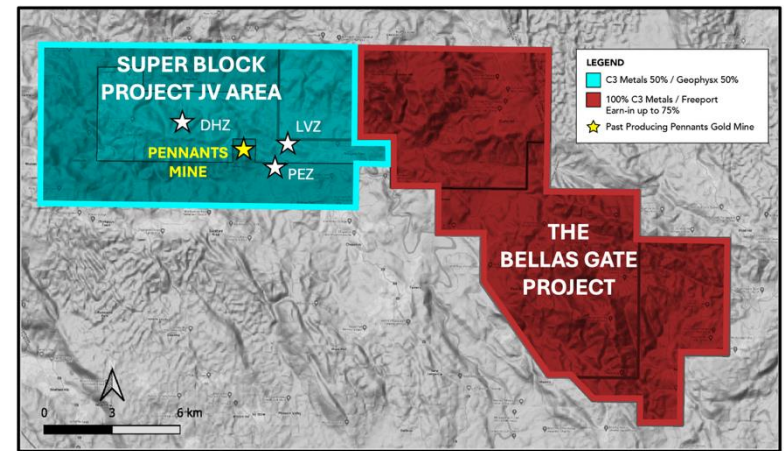 SUPER BLOCK
PROJECT JV AREA
DHZ
LVZ
PENNANTS
MINE
PEZ
THE
BELLAS GATE
PROJECT
LEGEND
C3 Metals 50% / Geophysx 50%
100% C3 Metals / Freeport
Earn-in up to 75%
Past Producing Pennants Gold Mine
0
3
6 km